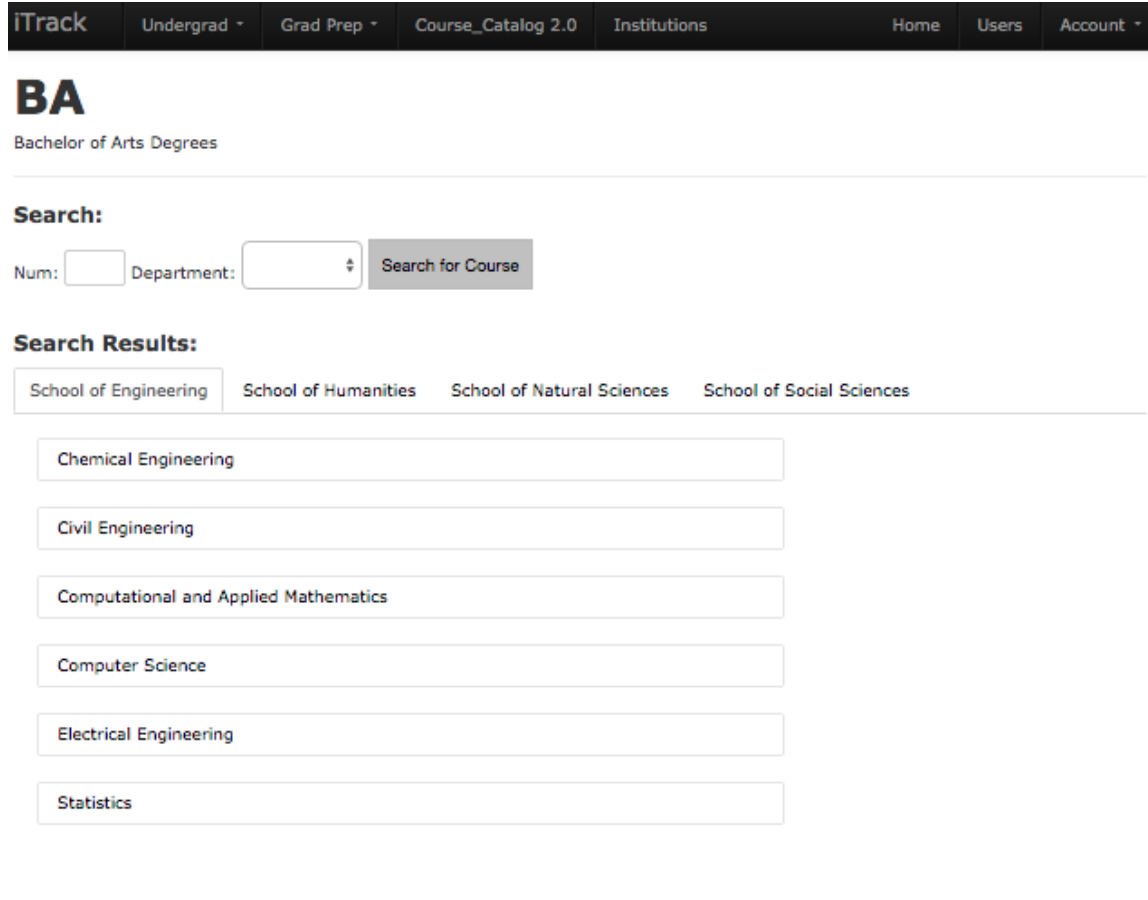 iTrack Undergrad Grad Prep Course_Catalog 2.0 Institutions Home Users Account
BA
Bachelor of Arts Degrees
Search:
Num: Department: Search for Course
Search Results:
School of Engineering School of Humanities School of Natural Sciences School of Social Sciences
Chemical Engineering
Civil Engineering
Computational and Applied Mathematics
Computer Science
Electrical Engineering
Statistics